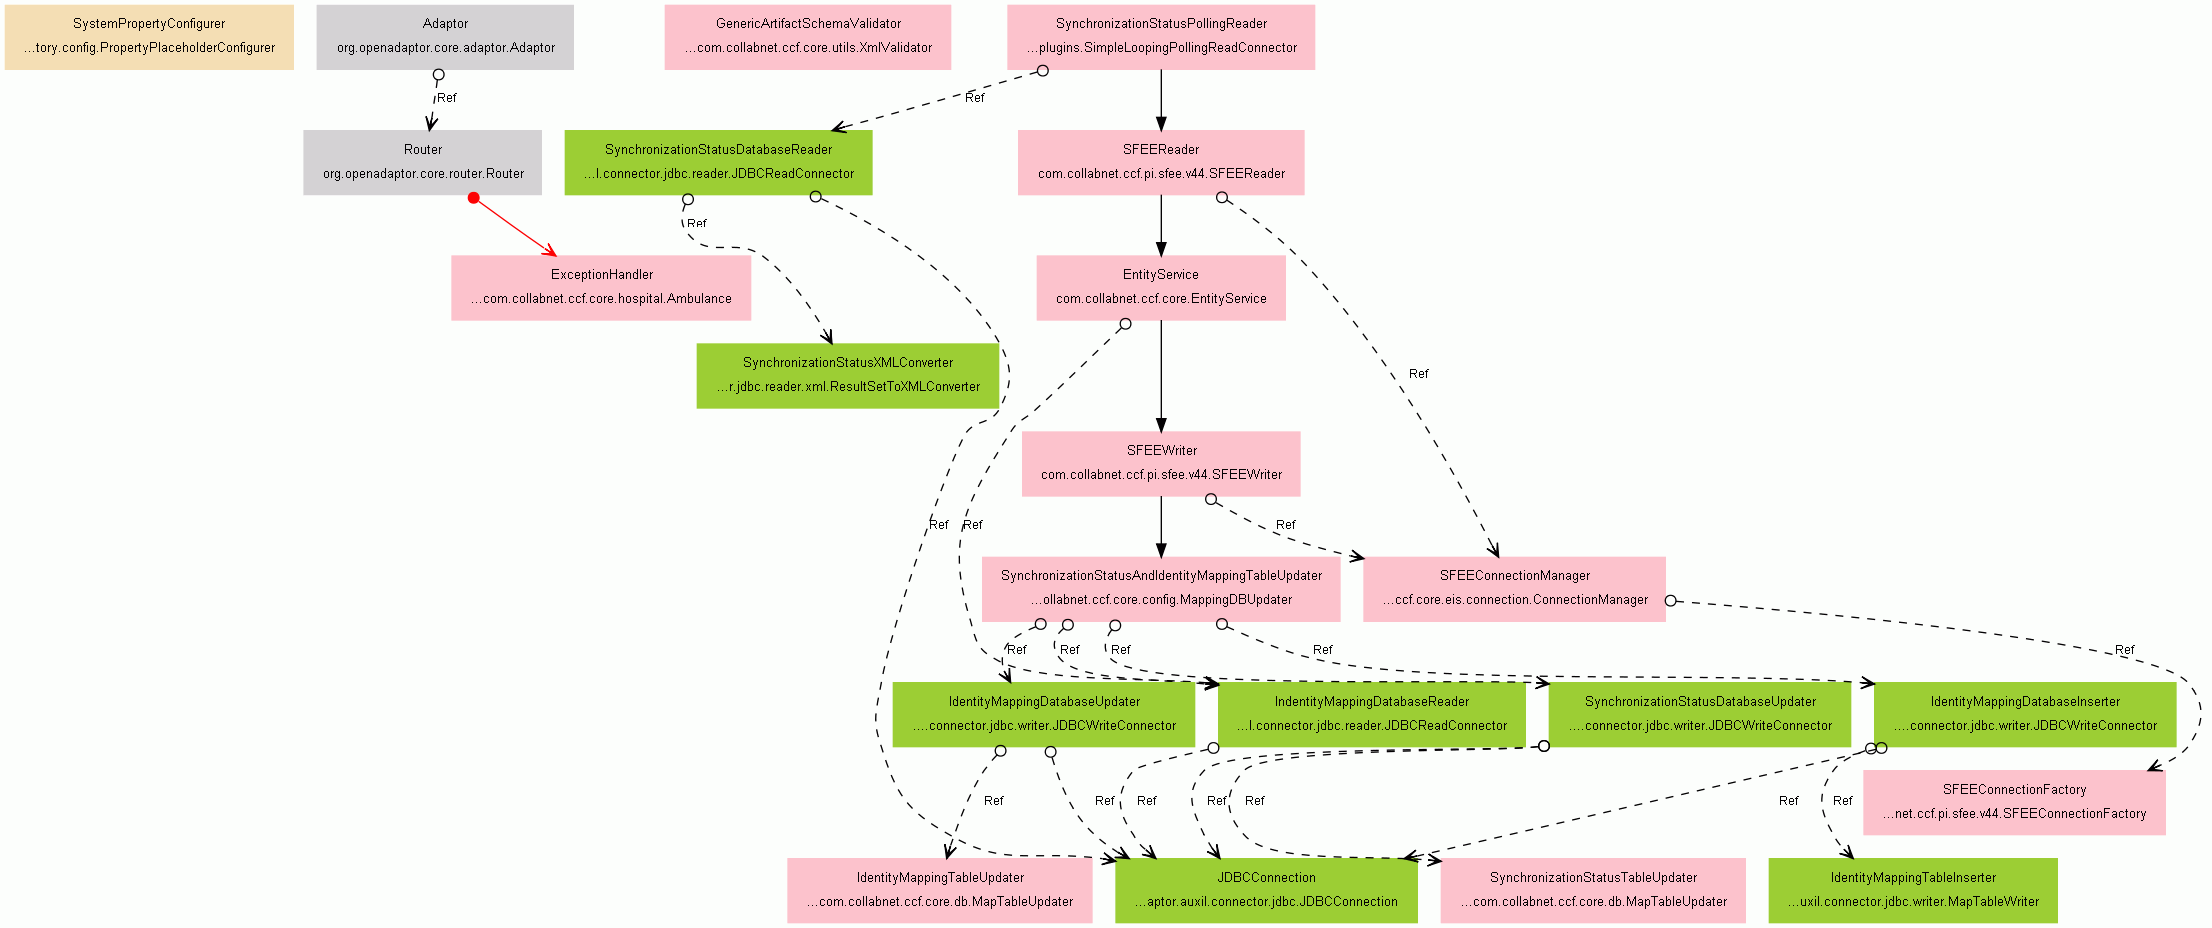 SystemPropertyConfigurer
...tory.config.PropertyPlaceholderConfigurer
Adaptor
org.openadaptor.core.adaptor.Adaptor
GenericArtifactSchemaValidator
...com.collabnet.ccf.core.utils.XmlValidator
SynchronizationStatusPollingReader
...plugins.SimpleLoopingPollingReadConnector
Ref
Ref
Router
org.openadaptor.core.router.Router
SynchronizationStatusDatabaseReader
...l.connector.jdbc.reader.JDBCReadConnector
SFEEReader
com.collabnet.ccf.pi.sfee.v44.SFEEReader
Ref
ExceptionHandler
...com.collabnet.ccf.core.hospital.Ambulance
EntityService
com.collabnet.ccf.core.EntityService
SynchronizationStatusXMLConverter
...r.jdbc.reader.xml.ResultSetToXMLConverter
Ref
SFEEWriter
com.collabnet.ccf.pi.sfee.v44.SFEEWriter
Ref
Ref
Ref
SynchronizationStatusAndIdentityMappingTableUpdater
...ollabnet.ccf.core.config.MappingDBUpdater
SFEEConnectionManager
...ccf.core.eis.connection.ConnectionManager
Ref
Ref
Ref
Ref
Ref
IdentityMappingDatabaseUpdater
....connector.jdbc.writer.JDBCWriteConnector
IndentityMappingDatabaseReader
...l.connector.jdbc.reader.JDBCReadConnector
SynchronizationStatusDatabaseUpdater
....connector.jdbc.writer.JDBCWriteConnector
IdentityMappingDatabaseInserter
....connector.jdbc.writer.JDBCWriteConnector
Ref
Ref
Ref
Ref
Ref
Ref
Ref
SFEEConnectionFactory
...net.ccf.pi.sfee.v44.SFEEConnectionFactory
IdentityMappingTableUpdater
...com.collabnet.ccf.core.db.MapTableUpdater
JDBCConnection
...aptor.auxil.connector.jdbc.JDBCConnection
SynchronizationStatusTableUpdater
...com.collabnet.ccf.core.db.MapTableUpdater
IdentityMappingTableInserter
...uxil.connector.jdbc.writer.MapTableWriter